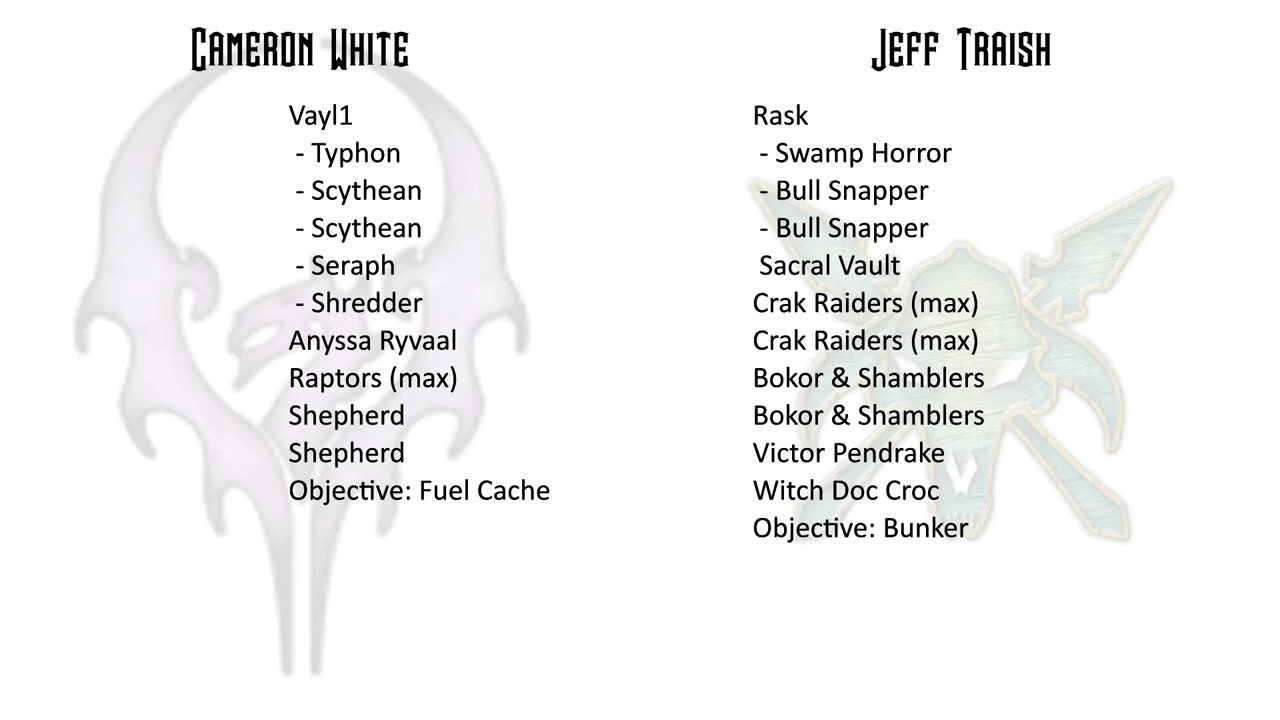 Cameron White
Vayl1
- Typhon
- Scythean
- Scythean
- Seraph
- Shredder
Anyssa Ryvaal
Raptors (max)
Shepherd
Shepherd
Objective: Fuel Cache
Jeff Traish
Rask
- Swamp Horror
- Bull Snapper
- Bull Snapper
Sacral Vault
Crak Raiders (max)
Crak Raiders (max)
Bokor & Shamblers
Bokor & Shamblers
Victor Pendrake
Witch Doc Croc
Objective: Bunker